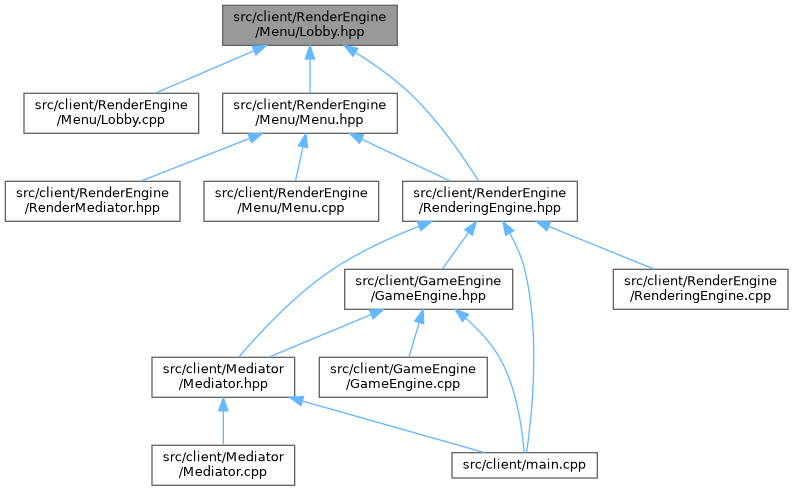 src/client/RenderEngine
/Menu/Lobby.hpp
src/client/RenderEngine
/Menu/Lobby.cpp
src/client/RenderEngine
/Menu/Menu.hpp
src/client/RenderEngine
/RenderMediator.hpp
src/client/RenderEngine
/Menu/Menu.cpp
src/client/RenderEngine
/RenderingEngine.hpp
src/client/GameEngine
/GameEngine.hpp
src/client/RenderEngine
/RenderingEngine.cpp
src/client/Mediator
/Mediator.hpp
src/client/GameEngine
/GameEngine.cpp
src/client/Mediator
/Mediator.cpp
src/client/main.cpp